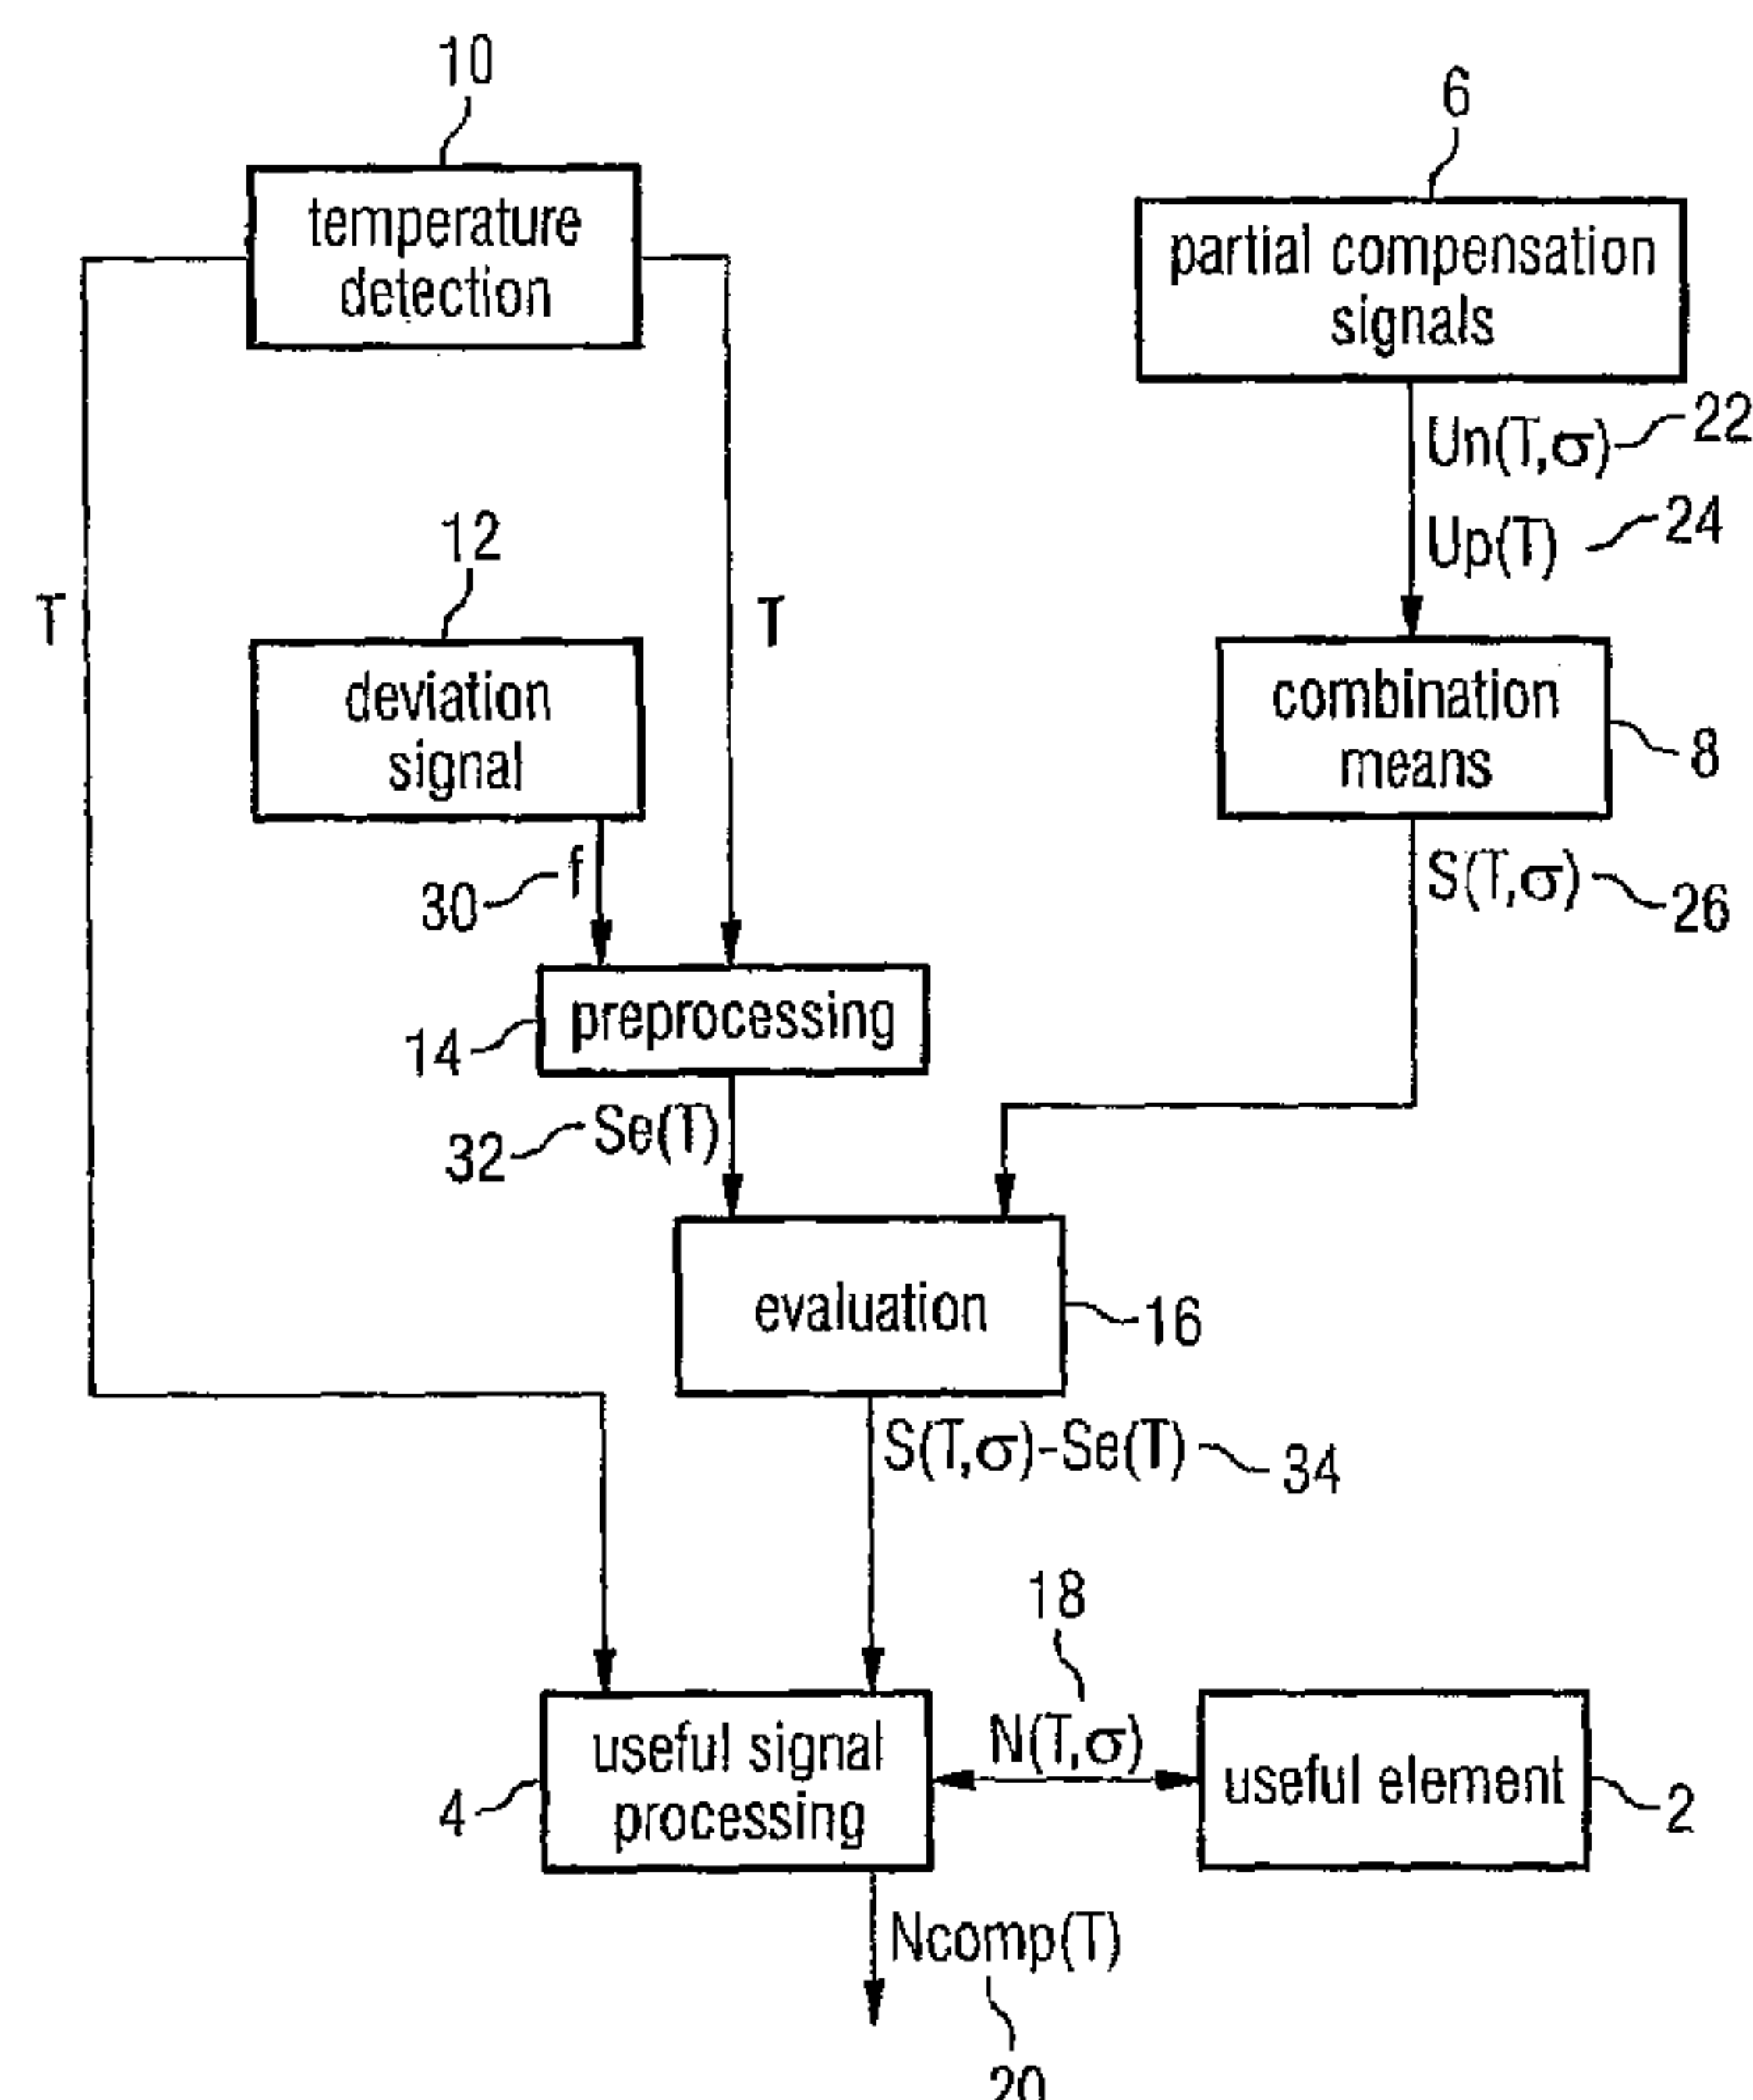 10
6
temperature
detection
partial compensation
signals
Un(T,σ)
22
Up(T)
24
12
T
T
deviation
signal
combination
means
8
f
30
S(T,σ)
26
preprocessing
14
Se(T)
32
evaluation
16
S(T,σ)-Se(T)
34
18
N(T,σ)
useful signal
processing
4
useful element
2
Ncomp(T)
20